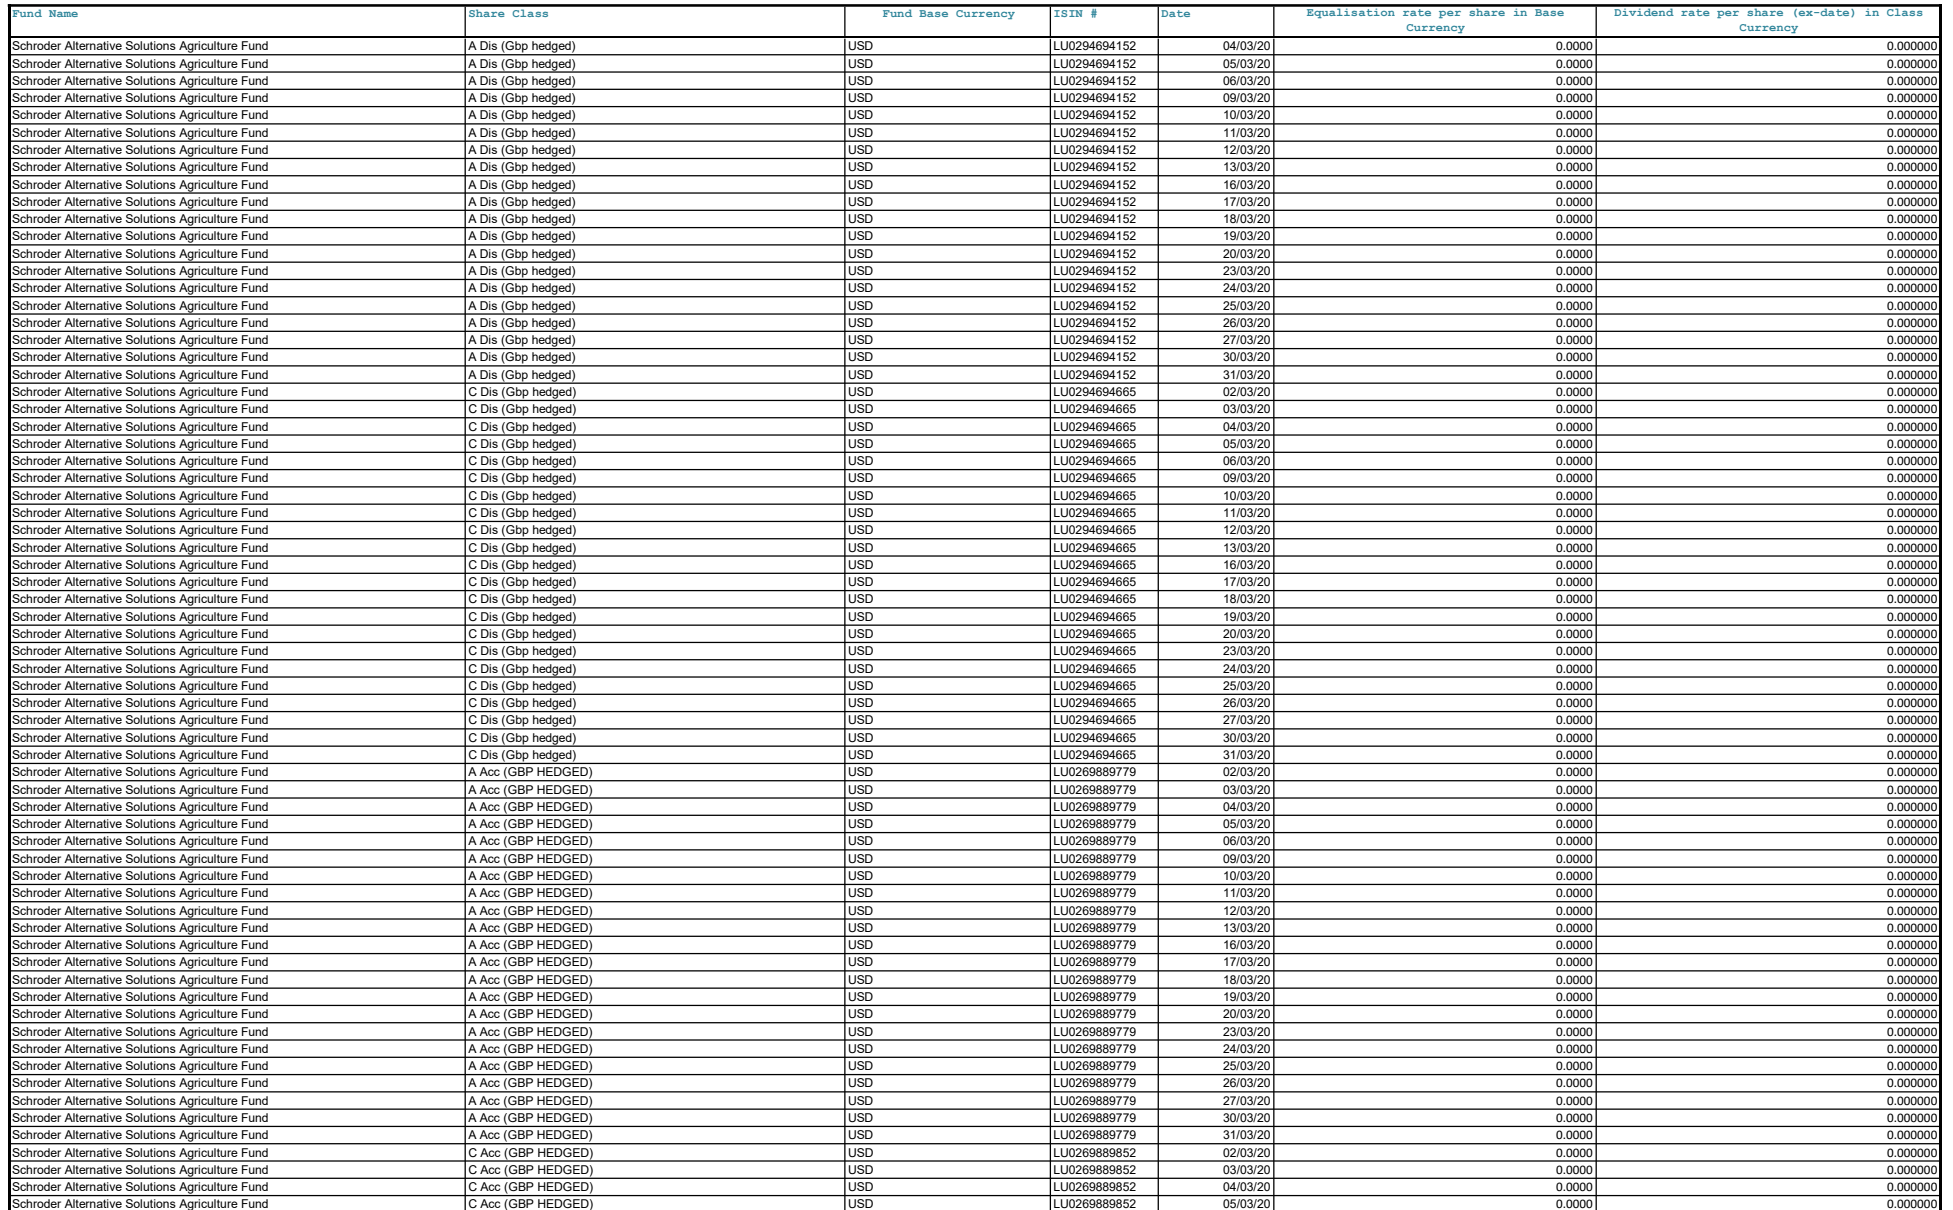 Fund Name Share Class Fund Base Currency ISIN # Date Equalisation rate per share in Base Currency Dividend rate per share (ex-date) in Class Currency
Schroder Alternative Solutions Agriculture Fund A Dis (Gbp hedged) USD LU0294694152 04/03/20 0.0000 0.000000
Schroder Alternative Solutions Agriculture Fund A Dis (Gbp hedged) USD LU0294694152 05/03/20 0.0000 0.000000
Schroder Alternative Solutions Agriculture Fund A Dis (Gbp hedged) USD LU0294694152 06/03/20 0.0000 0.000000
Schroder Alternative Solutions Agriculture Fund A Dis (Gbp hedged) USD LU0294694152 09/03/20 0.0000 0.000000
Schroder Alternative Solutions Agriculture Fund A Dis (Gbp hedged) USD LU0294694152 10/03/20 0.0000 0.000000
Schroder Alternative Solutions Agriculture Fund A Dis (Gbp hedged) USD LU0294694152 11/03/20 0.0000 0.000000
Schroder Alternative Solutions Agriculture Fund A Dis (Gbp hedged) USD LU0294694152 12/03/20 0.0000 0.000000
Schroder Alternative Solutions Agriculture Fund A Dis (Gbp hedged) USD LU0294694152 13/03/20 0.0000 0.000000
Schroder Alternative Solutions Agriculture Fund A Dis (Gbp hedged) USD LU0294694152 16/03/20 0.0000 0.000000
Schroder Alternative Solutions Agriculture Fund A Dis (Gbp hedged) USD LU0294694152 17/03/20 0.0000 0.000000
Schroder Alternative Solutions Agriculture Fund A Dis (Gbp hedged) USD LU0294694152 18/03/20 0.0000 0.000000
Schroder Alternative Solutions Agriculture Fund A Dis (Gbp hedged) USD LU0294694152 19/03/20 0.0000 0.000000
Schroder Alternative Solutions Agriculture Fund A Dis (Gbp hedged) USD LU0294694152 20/03/20 0.0000 0.000000
Schroder Alternative Solutions Agriculture Fund A Dis (Gbp hedged) USD LU0294694152 23/03/20 0.0000 0.000000
Schroder Alternative Solutions Agriculture Fund A Dis (Gbp hedged) USD LU0294694152 24/03/20 0.0000 0.000000
Schroder Alternative Solutions Agriculture Fund A Dis (Gbp hedged) USD LU0294694152 25/03/20 0.0000 0.000000
Schroder Alternative Solutions Agriculture Fund A Dis (Gbp hedged) USD LU0294694152 26/03/20 0.0000 0.000000
Schroder Alternative Solutions Agriculture Fund A Dis (Gbp hedged) USD LU0294694152 27/03/20 0.0000 0.000000
Schroder Alternative Solutions Agriculture Fund A Dis (Gbp hedged) USD LU0294694152 30/03/20 0.0000 0.000000
Schroder Alternative Solutions Agriculture Fund A Dis (Gbp hedged) USD LU0294694152 31/03/20 0.0000 0.000000
Schroder Alternative Solutions Agriculture Fund C Dis (Gbp hedged) USD LU0294694665 02/03/20 0.0000 0.000000
Schroder Alternative Solutions Agriculture Fund C Dis (Gbp hedged) USD LU0294694665 03/03/20 0.0000 0.000000
Schroder Alternative Solutions Agriculture Fund C Dis (Gbp hedged) USD LU0294694665 04/03/20 0.0000 0.000000
Schroder Alternative Solutions Agriculture Fund C Dis (Gbp hedged) USD LU0294694665 05/03/20 0.0000 0.000000
Schroder Alternative Solutions Agriculture Fund C Dis (Gbp hedged) USD LU0294694665 06/03/20 0.0000 0.000000
Schroder Alternative Solutions Agriculture Fund C Dis (Gbp hedged) USD LU0294694665 09/03/20 0.0000 0.000000
Schroder Alternative Solutions Agriculture Fund C Dis (Gbp hedged) USD LU0294694665 10/03/20 0.0000 0.000000
Schroder Alternative Solutions Agriculture Fund C Dis (Gbp hedged) USD LU0294694665 11/03/20 0.0000 0.000000
Schroder Alternative Solutions Agriculture Fund C Dis (Gbp hedged) USD LU0294694665 12/03/20 0.0000 0.000000
Schroder Alternative Solutions Agriculture Fund C Dis (Gbp hedged) USD LU0294694665 13/03/20 0.0000 0.000000
Schroder Alternative Solutions Agriculture Fund C Dis (Gbp hedged) USD LU0294694665 16/03/20 0.0000 0.000000
Schroder Alternative Solutions Agriculture Fund C Dis (Gbp hedged) USD LU0294694665 17/03/20 0.0000 0.000000
Schroder Alternative Solutions Agriculture Fund C Dis (Gbp hedged) USD LU0294694665 18/03/20 0.0000 0.000000
Schroder Alternative Solutions Agriculture Fund C Dis (Gbp hedged) USD LU0294694665 19/03/20 0.0000 0.000000
Schroder Alternative Solutions Agriculture Fund C Dis (Gbp hedged) USD LU0294694665 20/03/20 0.0000 0.000000
Schroder Alternative Solutions Agriculture Fund C Dis (Gbp hedged) USD LU0294694665 23/03/20 0.0000 0.000000
Schroder Alternative Solutions Agriculture Fund C Dis (Gbp hedged) USD LU0294694665 24/03/20 0.0000 0.000000
Schroder Alternative Solutions Agriculture Fund C Dis (Gbp hedged) USD LU0294694665 25/03/20 0.0000 0.000000
Schroder Alternative Solutions Agriculture Fund C Dis (Gbp hedged) USD LU0294694665 26/03/20 0.0000 0.000000
Schroder Alternative Solutions Agriculture Fund C Dis (Gbp hedged) USD LU0294694665 27/03/20 0.0000 0.000000
Schroder Alternative Solutions Agriculture Fund C Dis (Gbp hedged) USD LU0294694665 30/03/20 0.0000 0.000000
Schroder Alternative Solutions Agriculture Fund C Dis (Gbp hedged) USD LU0294694665 31/03/20 0.0000 0.000000
Schroder Alternative Solutions Agriculture Fund A Acc (GBP HEDGED) USD LU0269889779 02/03/20 0.0000 0.000000
Schroder Alternative Solutions Agriculture Fund A Acc (GBP HEDGED) USD LU0269889779 03/03/20 0.0000 0.000000
Schroder Alternative Solutions Agriculture Fund A Acc (GBP HEDGED) USD LU0269889779 04/03/20 0.0000 0.000000
Schroder Alternative Solutions Agriculture Fund A Acc (GBP HEDGED) USD LU0269889779 05/03/20 0.0000 0.000000
Schroder Alternative Solutions Agriculture Fund A Acc (GBP HEDGED) USD LU0269889779 06/03/20 0.0000 0.000000
Schroder Alternative Solutions Agriculture Fund A Acc (GBP HEDGED) USD LU0269889779 09/03/20 0.0000 0.000000
Schroder Alternative Solutions Agriculture Fund A Acc (GBP HEDGED) USD LU0269889779 10/03/20 0.0000 0.000000
Schroder Alternative Solutions Agriculture Fund A Acc (GBP HEDGED) USD LU0269889779 11/03/20 0.0000 0.000000
Schroder Alternative Solutions Agriculture Fund A Acc (GBP HEDGED) USD LU0269889779 12/03/20 0.0000 0.000000
Schroder Alternative Solutions Agriculture Fund A Acc (GBP HEDGED) USD LU0269889779 13/03/20 0.0000 0.000000
Schroder Alternative Solutions Agriculture Fund A Acc (GBP HEDGED) USD LU0269889779 16/03/20 0.0000 0.000000
Schroder Alternative Solutions Agriculture Fund A Acc (GBP HEDGED) USD LU0269889779 17/03/20 0.0000 0.000000
Schroder Alternative Solutions Agriculture Fund A Acc (GBP HEDGED) USD LU0269889779 18/03/20 0.0000 0.000000
Schroder Alternative Solutions Agriculture Fund A Acc (GBP HEDGED) USD LU0269889779 19/03/20 0.0000 0.000000
Schroder Alternative Solutions Agriculture Fund A Acc (GBP HEDGED) USD LU0269889779 20/03/20 0.0000 0.000000
Schroder Alternative Solutions Agriculture Fund A Acc (GBP HEDGED) USD LU0269889779 23/03/20 0.0000 0.000000
Schroder Alternative Solutions Agriculture Fund A Acc (GBP HEDGED) USD LU0269889779 24/03/20 0.0000 0.000000
Schroder Alternative Solutions Agriculture Fund A Acc (GBP HEDGED) USD LU0269889779 25/03/20 0.0000 0.000000
Schroder Alternative Solutions Agriculture Fund A Acc (GBP HEDGED) USD LU0269889779 26/03/20 0.0000 0.000000
Schroder Alternative Solutions Agriculture Fund A Acc (GBP HEDGED) USD LU0269889779 27/03/20 0.0000 0.000000
Schroder Alternative Solutions Agriculture Fund A Acc (GBP HEDGED) USD LU0269889779 30/03/20 0.0000 0.000000
Schroder Alternative Solutions Agriculture Fund A Acc (GBP HEDGED) USD LU0269889779 31/03/20 0.0000 0.000000
Schroder Alternative Solutions Agriculture Fund C Acc (GBP HEDGED) USD LU0269889852 02/03/20 0.0000 0.000000
Schroder Alternative Solutions Agriculture Fund C Acc (GBP HEDGED) USD LU0269889852 03/03/20 0.0000 0.000000
Schroder Alternative Solutions Agriculture Fund C Acc (GBP HEDGED) USD LU0269889852 04/03/20 0.0000 0.000000
Schroder Alternative Solutions Agriculture Fund C Acc (GBP HEDGED) USD LU0269889852 05/03/20 0.0000 0.000000